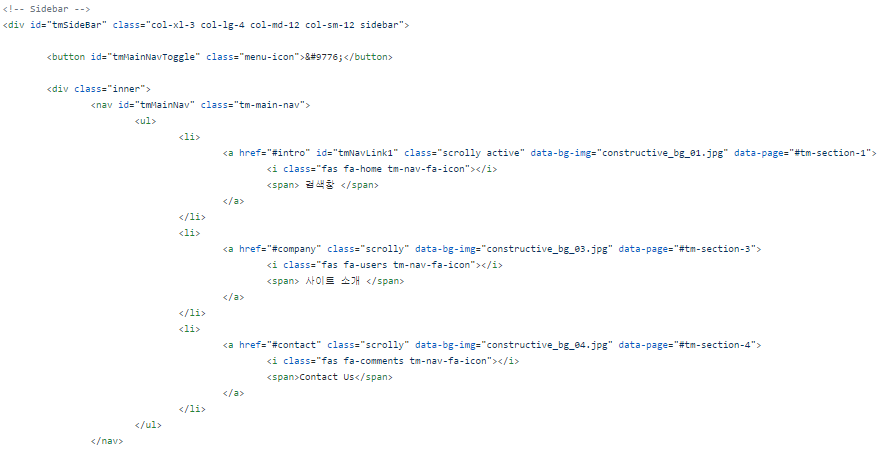 <!-- Sidebar -->
<div id="tmSideBar" class="col-xl-3 col-lg-4 col-md-12 col-sm-12 sidebar">
<button id="tmMainNavToggle" class="menu-icon">&#9776;</button>
<div class="inner">
<nav id="tmMainNav" class="tm-main-nav">
<ul>
<li>
<a href="#intro" id="tmNavLink1" class="scrolly active" data-bg-img="constructive_bg_01.jpg" data-page="#tm-section-1">
<i class="fas fa-home tm-nav-fa-icon"></i>
<span> 검색창 </span>
</a>
</li>
<li>
<a href="#company" class="scrolly" data-bg-img="constructive_bg_03.jpg" data-page="#tm-section-3">
<i class="fas fa-users tm-nav-fa-icon"></i>
<span> 사이트 소개 </span>
</a>
</li>
<li>
<a href="#contact" class="scrolly" data-bg-img="constructive_bg_04.jpg" data-page="#tm-section-4">
<i class="fas fa-comments tm-nav-fa-icon"></i>
<span>Contact Us</span>
</a>
</li>
</ul>
</nav>